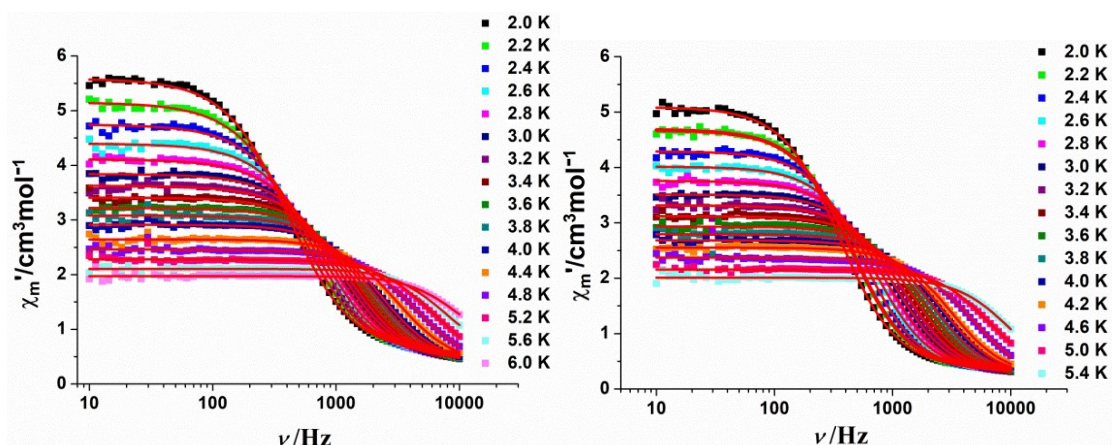 6
5
4
3
2
1
0
10
100
1000
10000
χm'/cm³mol⁻¹
ν/Hz
2.0 K
2.2 K
2.4 K
2.6 K
2.8 K
3.0 K
3.2 K
3.4 K
3.6 K
3.8 K
4.0 K
4.4 K
4.8 K
5.2 K
5.6 K
6.0 K
6
5
4
3
2
1
0
10
100
1000
10000
χm'/cm³mol⁻¹
ν/Hz
2.0 K
2.2 K
2.4 K
2.6 K
2.8 K
3.0 K
3.2 K
3.4 K
3.6 K
3.8 K
4.0 K
4.2 K
4.6 K
5.0 K
5.4 K